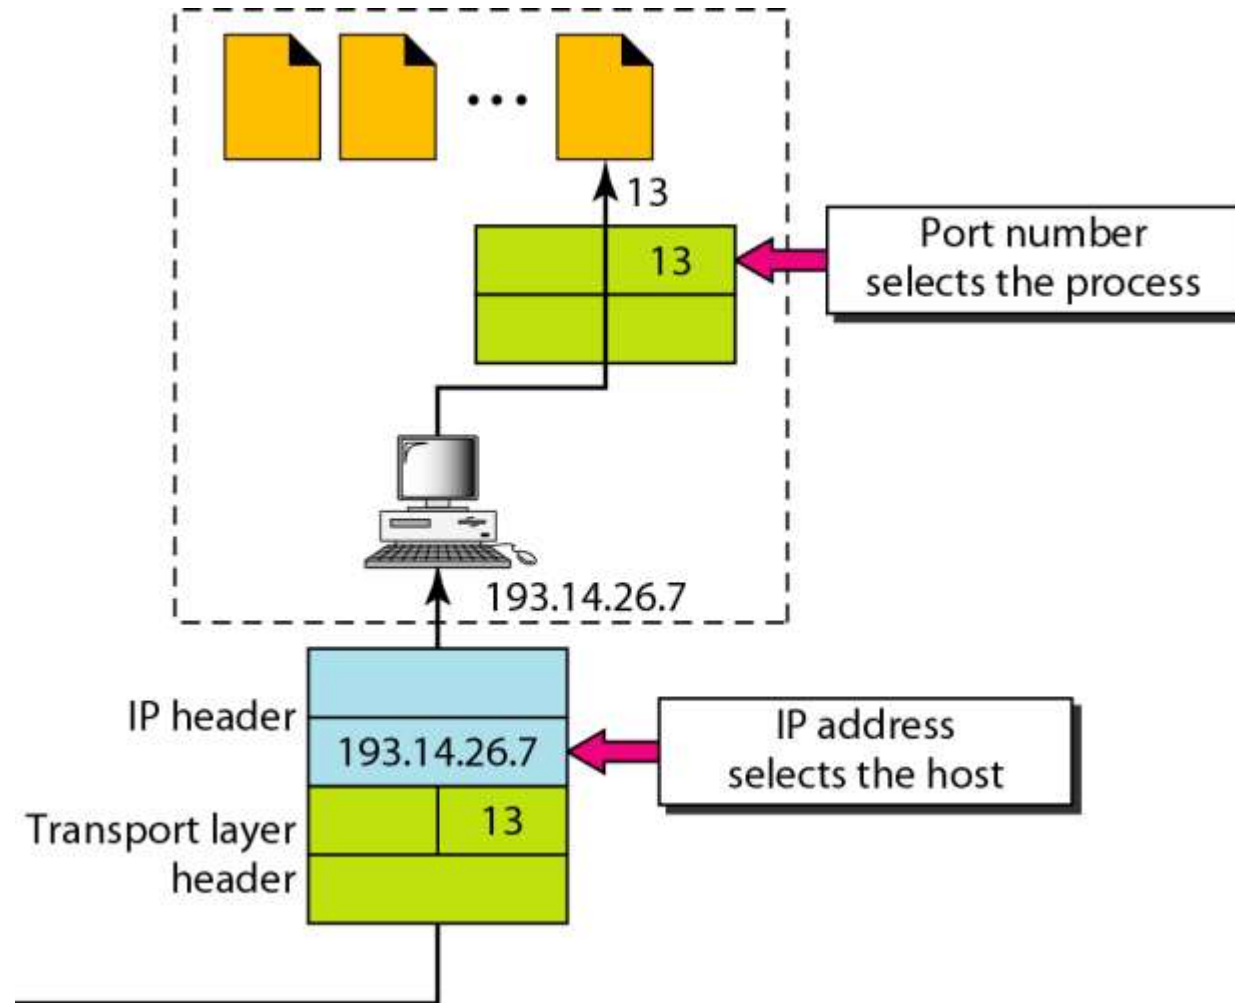 13
13
Port number
selects the process
193.14.26.7
IP header
193.14.26.7
IP address
selects the host
Transport layer
header
13